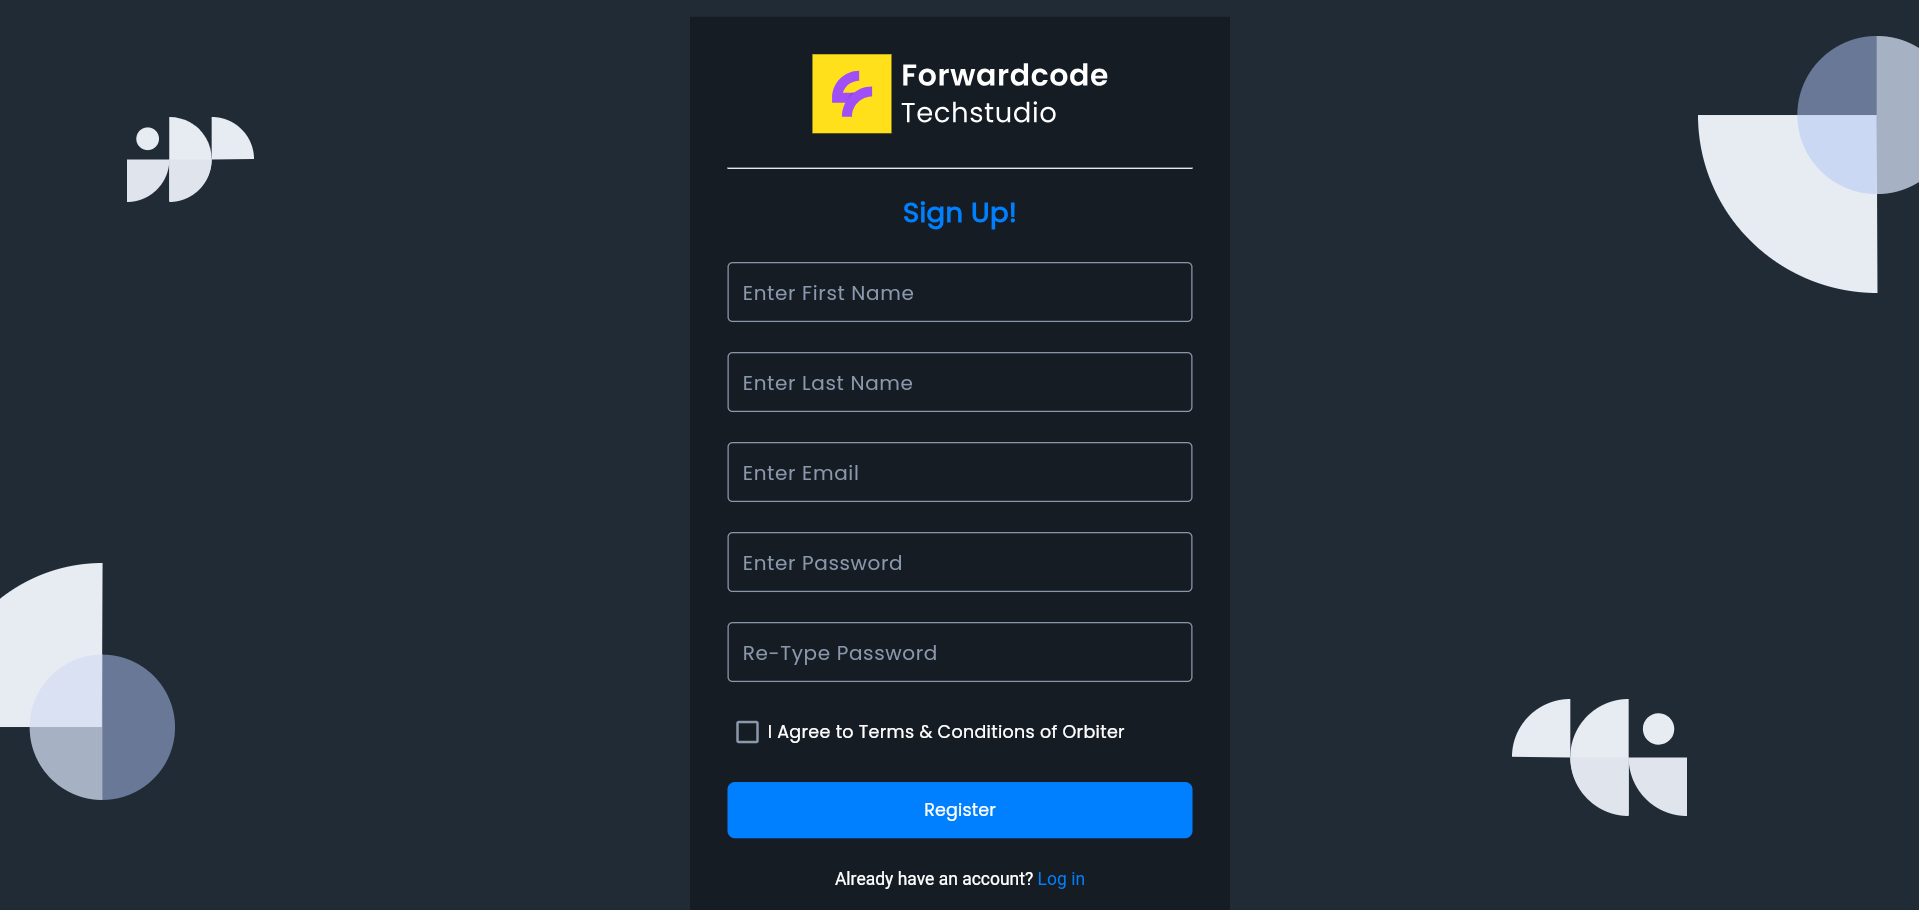 Forwardcode
Techstudio
Sign Up!
Enter First Name
Enter Last Name
Enter Email
Enter Password
Re-Type Password
I Agree to Terms & Conditions of Orbiter
Register
Already have an account? Log in